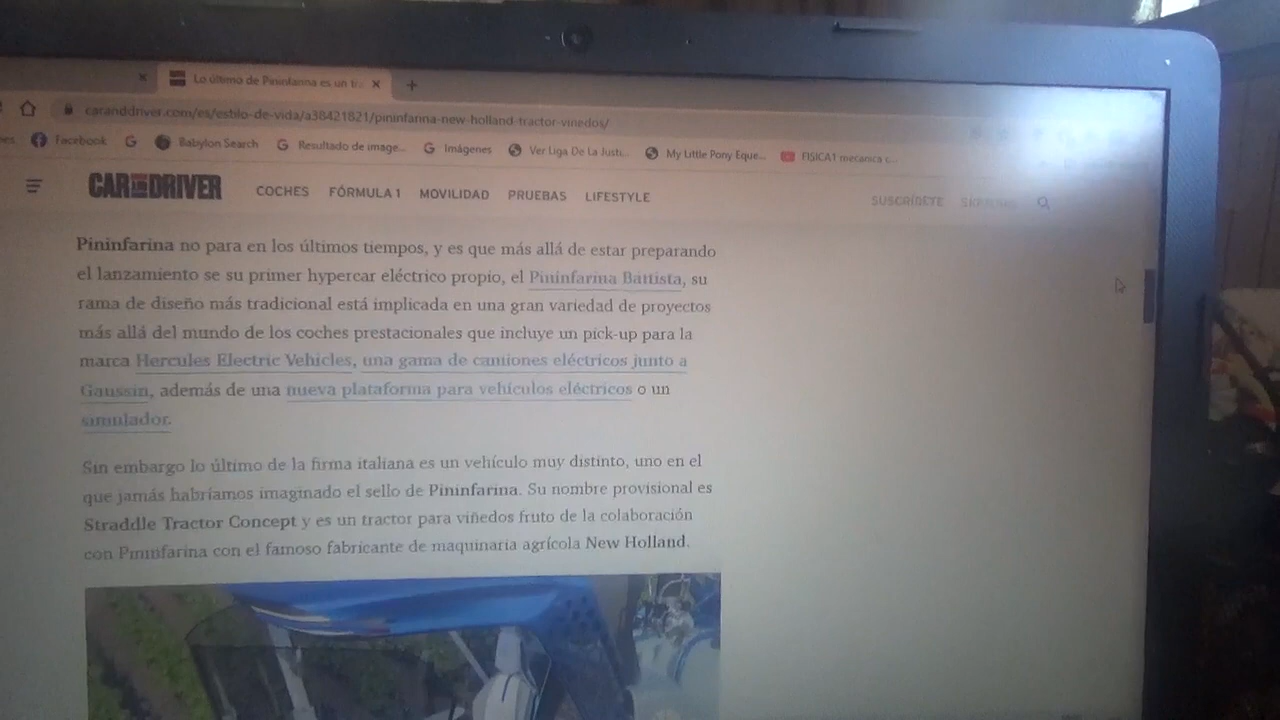 Lo último de Pininfarina es un tra
caranddriver.com/es/estilo-de-vida/a38421821/pininfarina-new-holland-tractor-vinedos/
Facebook
Babylon Search
Resultado de image...
Imágenes
Ver Liga De La Justi...
My Little Pony Eque...
FISICA1 mecanica c...
CAR AND DRIVER
COCHES
FÓRMULA 1
MOVILIDAD
PRUEBAS
LIFESTYLE
SUSCRÍDETE
Pininfarina no para en los últimos tiempos, y es que más allá de estar preparando
el lanzamiento se su primer hypercar eléctrico propio, el Pininfarina Battista, su
rama de diseño más tradicional está implicada en una gran variedad de proyectos
más allá del mundo de los coches prestacionales que incluye un pick-up para la
marca Hercules Electric Vehicles, una gama de camiones eléctricos junto a
Gaussin, además de una nueva plataforma para vehículos eléctricos o un
simulador.
Sin embargo lo último de la firma italiana es un vehículo muy distinto, uno en el
que jamás habríamos imaginado el sello de Pininfarina. Su nombre provisional es
Straddle Tractor Concept y es un tractor para viñedos fruto de la colaboración
con Pininfarina con el famoso fabricante de maquinaria agrícola New Holland.